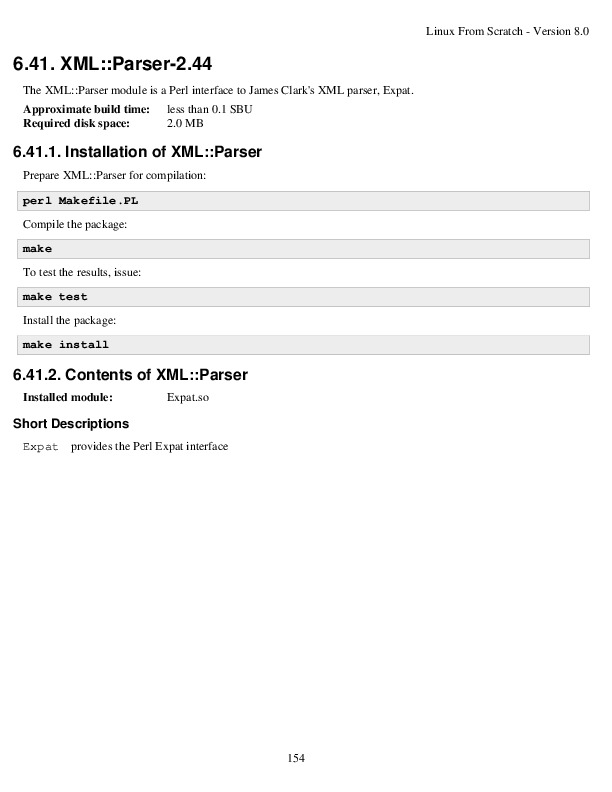 Linux From Scratch - Version 8.0
6.41. XML::Parser-2.44
The XML::Parser module is a Perl interface to James Clark's XML parser, Expat.
Approximate build time: less than 0.1 SBU
Required disk space: 2.0 MB
6.41.1. Installation of XML::Parser
Prepare XML::Parser for compilation:
perl Makefile.PL
Compile the package:
make
To test the results, issue:
make test
Install the package:
make install
6.41.2. Contents of XML::Parser
Installed module: Expat.so
Short Descriptions
Expat provides the Perl Expat interface
154